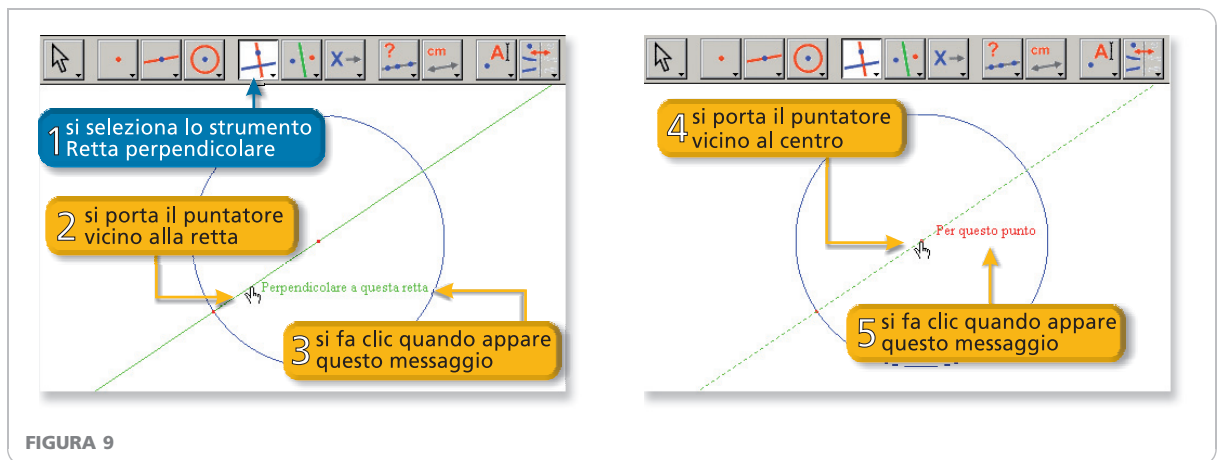 ?
cm
A
1 si seleziona lo strumento
Retta perpendicolare
2 si porta il puntatore
vicino alla retta
Perpendicolare a questa retta
3 si fa clic quando appare
questo messaggio
?
cm
A
4 si porta il puntatore
vicino al centro
Per questo punto
5 si fa clic quando appare
questo messaggio
FIGURA 9